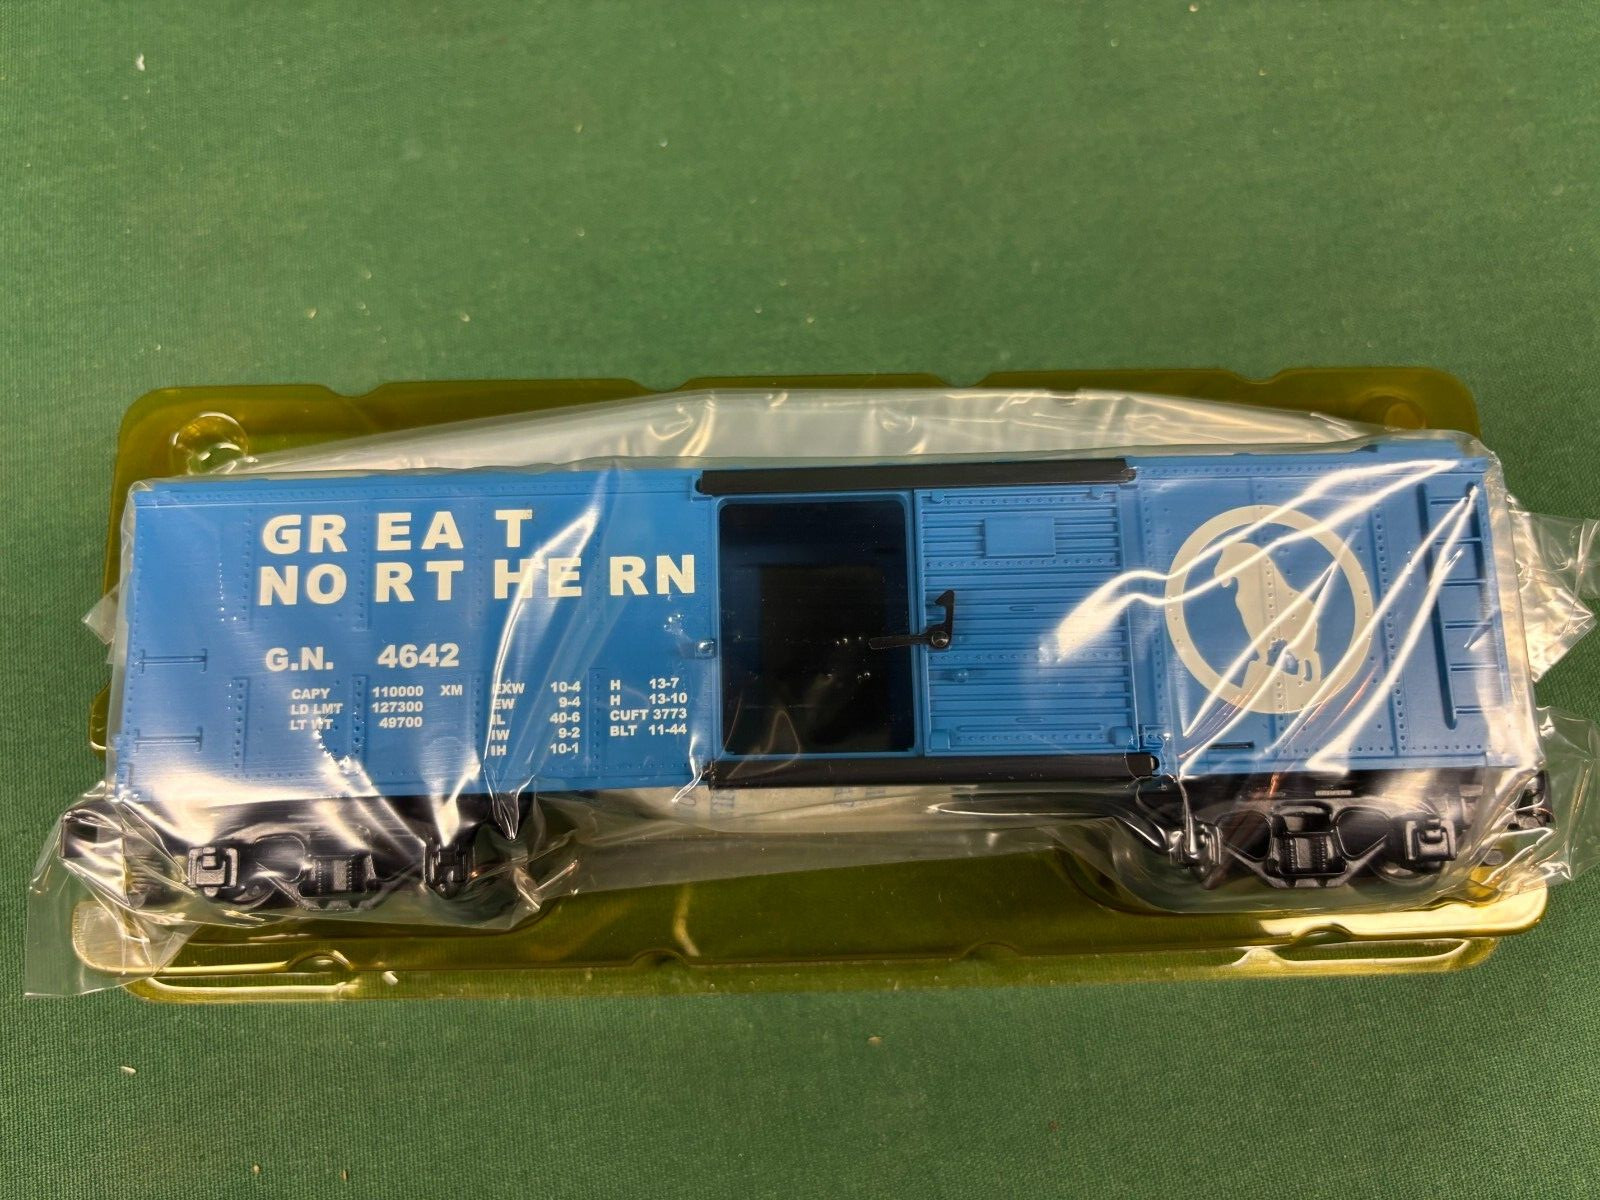 GREAT
NORTHERN
G.N. 4642
CAPY 110000 XM
LD LMT 127300
LT WT 49700
EXW 10-4
EW 9-4
IL 40-6
IW 9-2
IH 10-1
H 13-7
H 13-10
CUFT 3773
BLT 11-44